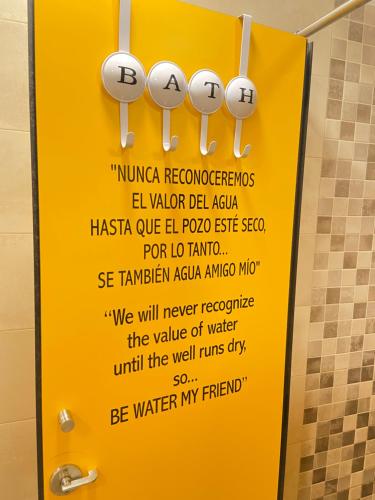 BATH
"NUNCA RECONOCEREMOS
EL VALOR DEL AGUA
HASTA QUE EL POZO ESTÉ SECO,
POR LO TANTO...
SE TAMBIÉN AGUA AMIGO MÍO"
“We will never recognize
the value of water
until the well runs dry,
so...
BE WATER MY FRIEND”